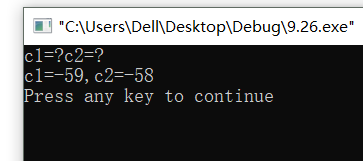 "C:\Users\Dell\Desktop\Debug\9.26.exe"
c1=?c2=?
c1=-59,c2=-58
Press any key to continue